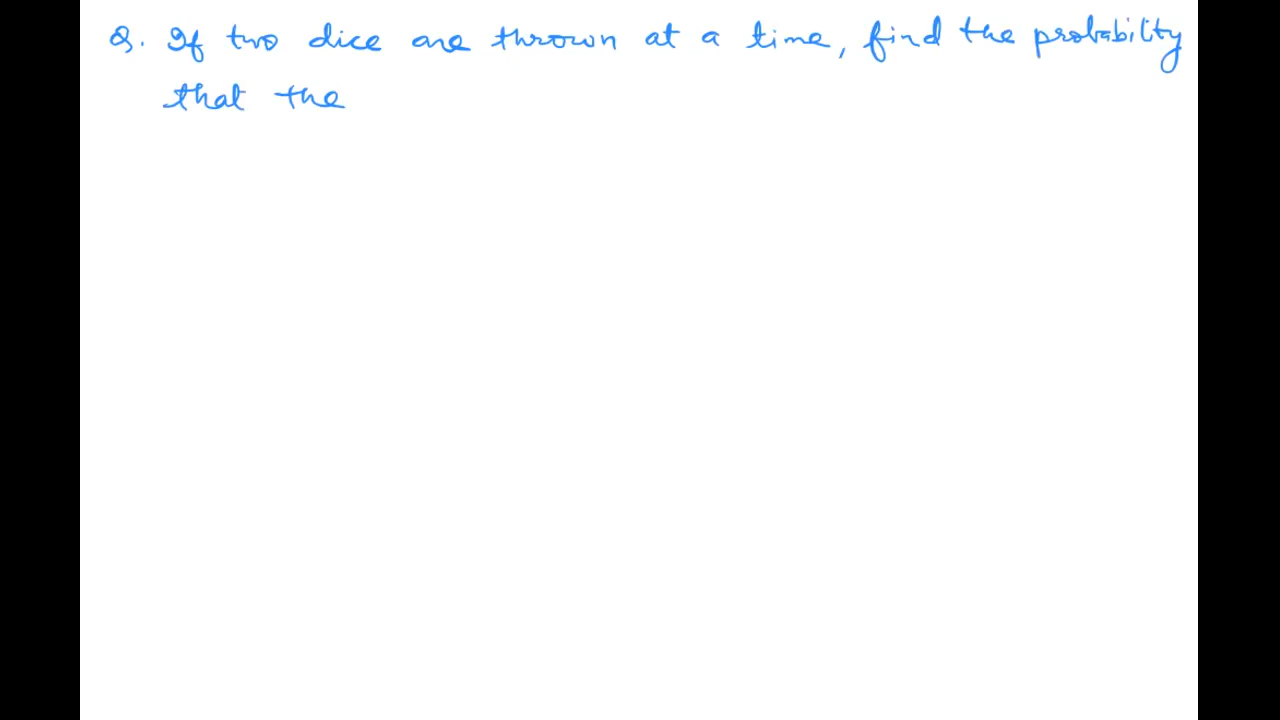 Q. If two dice are thrown at a time, find the probability
that the